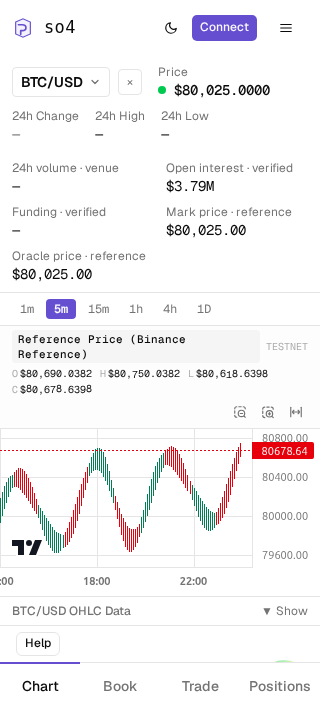 so4
Connect
BTC/USD
×
Price
$80,025.0000
24h Change
24h High
24h Low
—
—
—
24h volume · venue
Open interest · verified
—
$3.79M
Funding · verified
Mark price · reference
—
$80,025.00
Oracle price · reference
$80,025.00
1m 5m 15m 1h 4h 1D
Reference Price (Binance Reference)
TESTNET
O$80,690.0382 H$80,750.0382 L$80,618.6398
C$80,678.6398
80800.00
80678.64
80400.00
80000.00
79600.00
:00 18:00 22:00
BTC/USD OHLC Data
▼ Show
Help
Chart Book Trade Positions